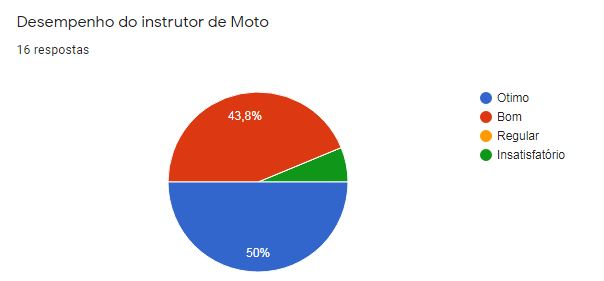 Desempenho do instrutor de Moto
16 respostas
43,8%
50%
Otimo
Bom
Regular
Insatisfatório